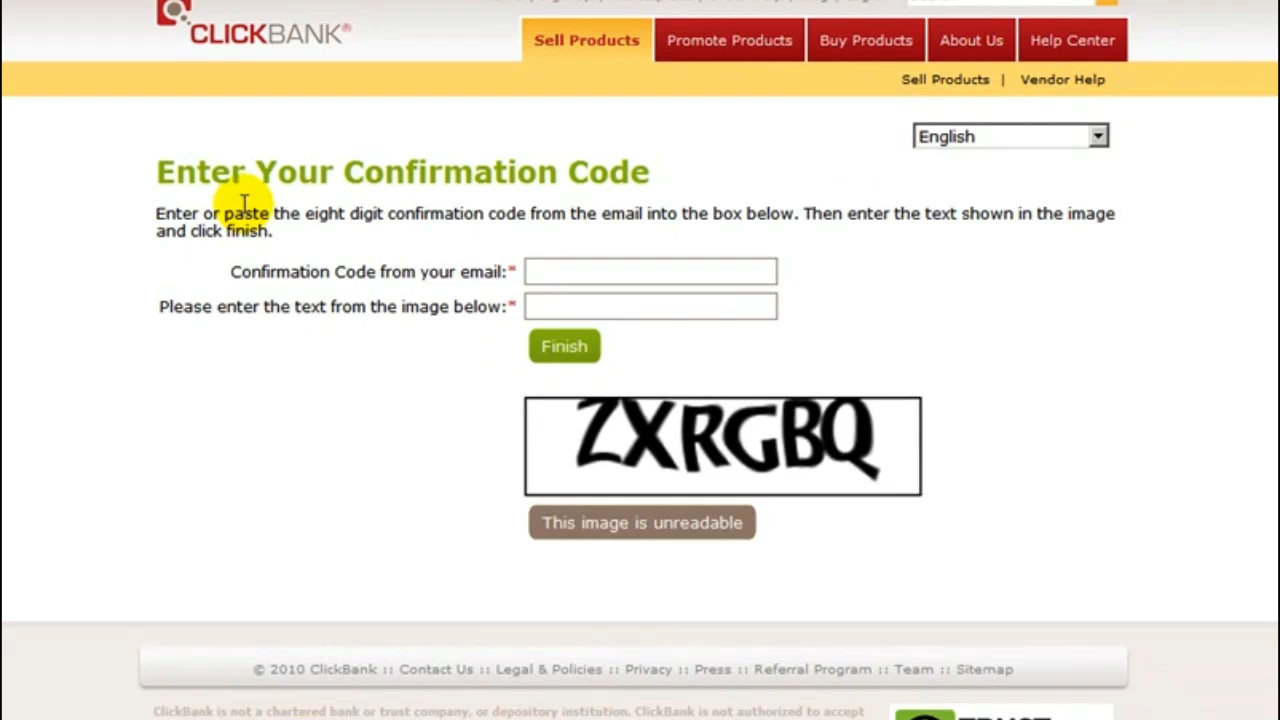 CLICKBANK®
Sell Products
Promote Products
Buy Products
About Us
Help Center
Sell Products | Vendor Help
English
Enter Your Confirmation Code
Enter or paste the eight digit confirmation code from the email into the box below. Then enter the text shown in the image
and click finish.
Confirmation Code from your email:*
Please enter the text from the image below:*
Finish
ZXRGBQ
This image is unreadable
© 2010 ClickBank :: Contact Us :: Legal & Policies :: Privacy :: Press :: Referral Program :: Team :: Sitemap
ClickBank is not a chartered bank or trust company, or depository institution. ClickBank is not authorized to accept